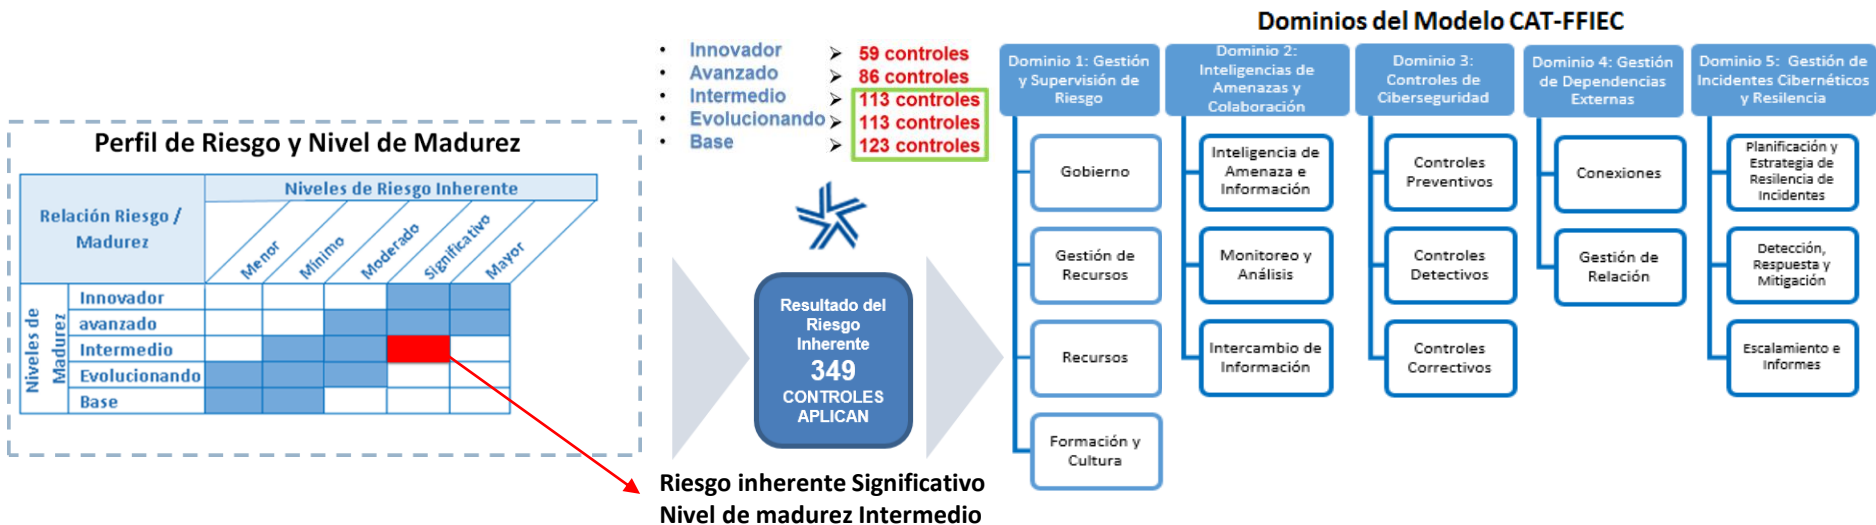 Dominios del Modelo CAT-FFIEC
• Innovador ➢ 59 controles
• Avanzado ➢ 86 controles
• Intermedio ➢ 113 controles
• Evolucionando ➢ 113 controles
• Base ➢ 123 controles
Perfil de Riesgo y Nivel de Madurez
Relación Riesgo /
Madurez
Niveles de Riesgo Inherente
Menor
Mínimo
Moderado
Significativo
Mayor
Niveles de
Madurez
Innovador
avanzado
Intermedio
Evolucionando
Base
Resultado del
Riesgo
Inherente
349
CONTROLES
APLICAN
Riesgo inherente Significativo
Nivel de madurez Intermedio
Dominio 1: Gestión
y Supervisión de
Riesgo
Gobierno
Gestión de
Recursos
Recursos
Formación y
Cultura
Dominio 2:
Inteligencias de
Amenazas y
Colaboración
Inteligencia de
Amenaza e
Información
Monitoreo y
Análisis
Intercambio de
Información
Dominio 3:
Controles de
Ciberseguridad
Controles
Preventivos
Controles
Detectivos
Controles
Correctivos
Dominio 4: Gestión
de Dependencias
Externas
Conexiones
Gestión de
Relación
Dominio 5: Gestión de
Incidentes Cibernéticos
y Resilencia
Planificación y
Estrategia de
Resilencia de
Incidentes
Detección,
Respuesta y
Mitigación
Escalamiento e
Informes